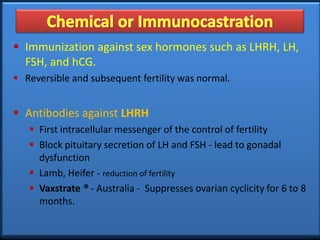 Chemical or Immunocastration
▪ Immunization against sex hormones such as LHRH, LH,
FSH, and hCG.
▪ Reversible and subsequent fertility was normal.
▪ Antibodies against LHRH
▪ First intracellular messenger of the control of fertility
▪ Block pituitary secretion of LH and FSH - lead to gonadal
dysfunction
▪ Lamb, Heifer - reduction of fertility
▪ Vaxstrate ® - Australia - Suppresses ovarian cyclicity for 6 to 8
months.